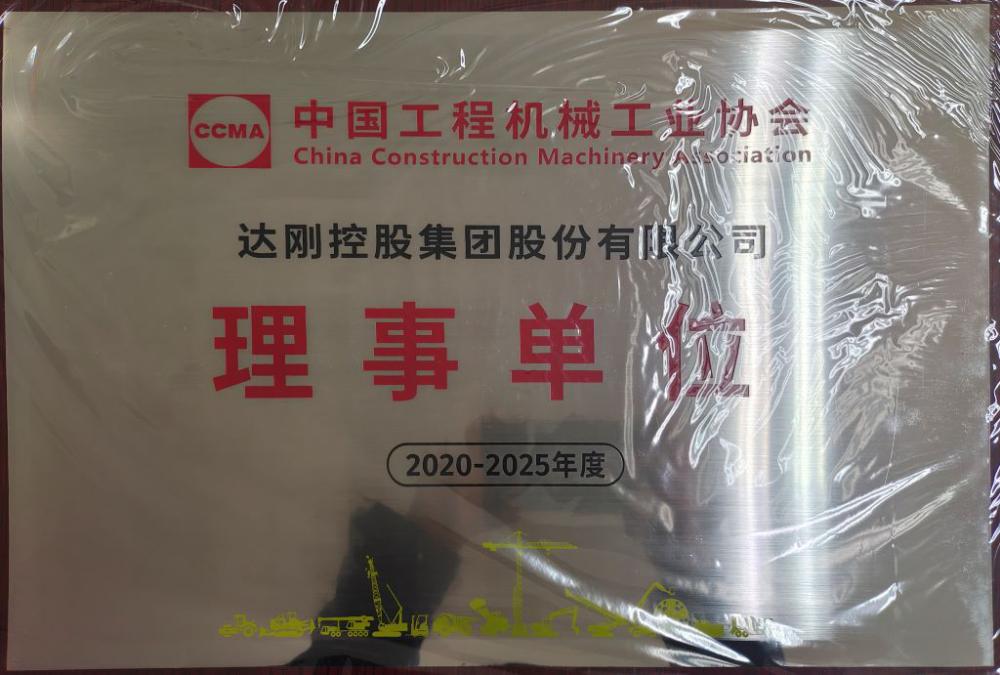 CCMA
中国工程机械工业协会
China Construction Machinery Association
达刚控股集团股份有限公司
理事单位
2020-2025年度